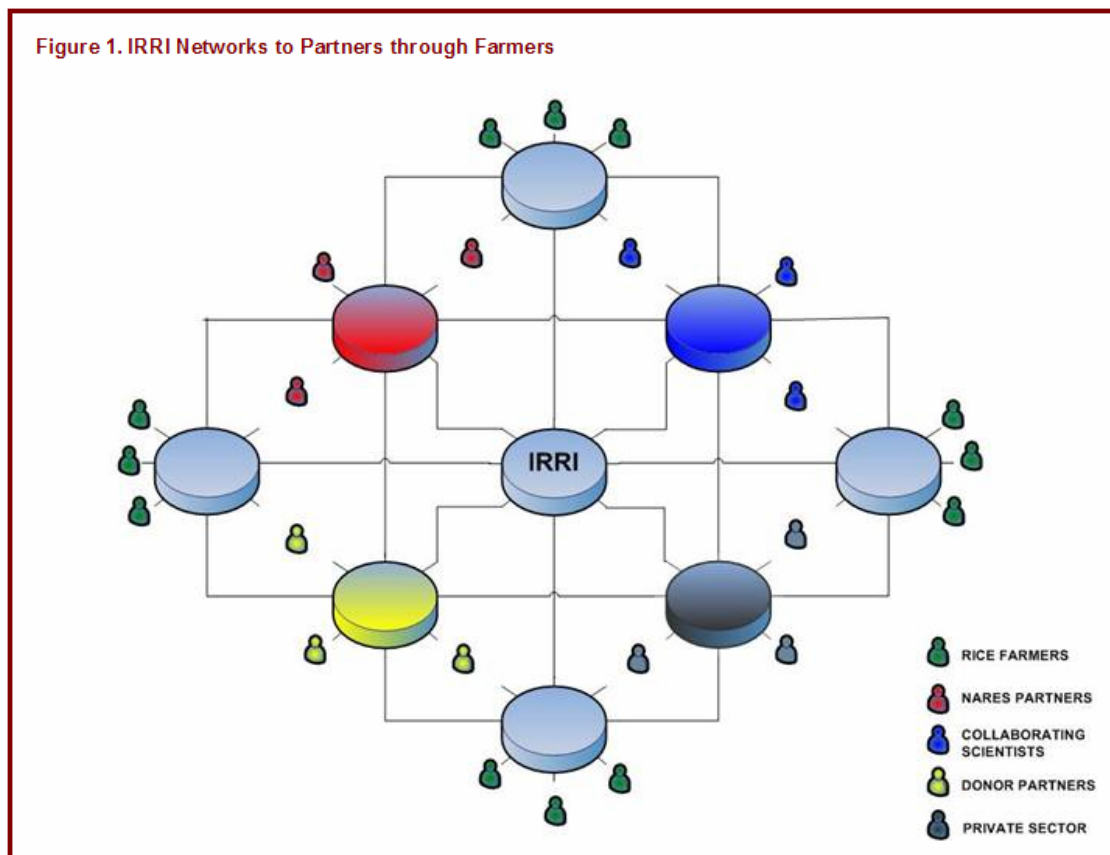 Figure 1. IRRI Networks to Partners through Farmers
IRRI
RICE FARMERS
NARES PARTNERS
COLLABORATING
SCIENTISTS
DONOR PARTNERS
PRIVATE SECTOR